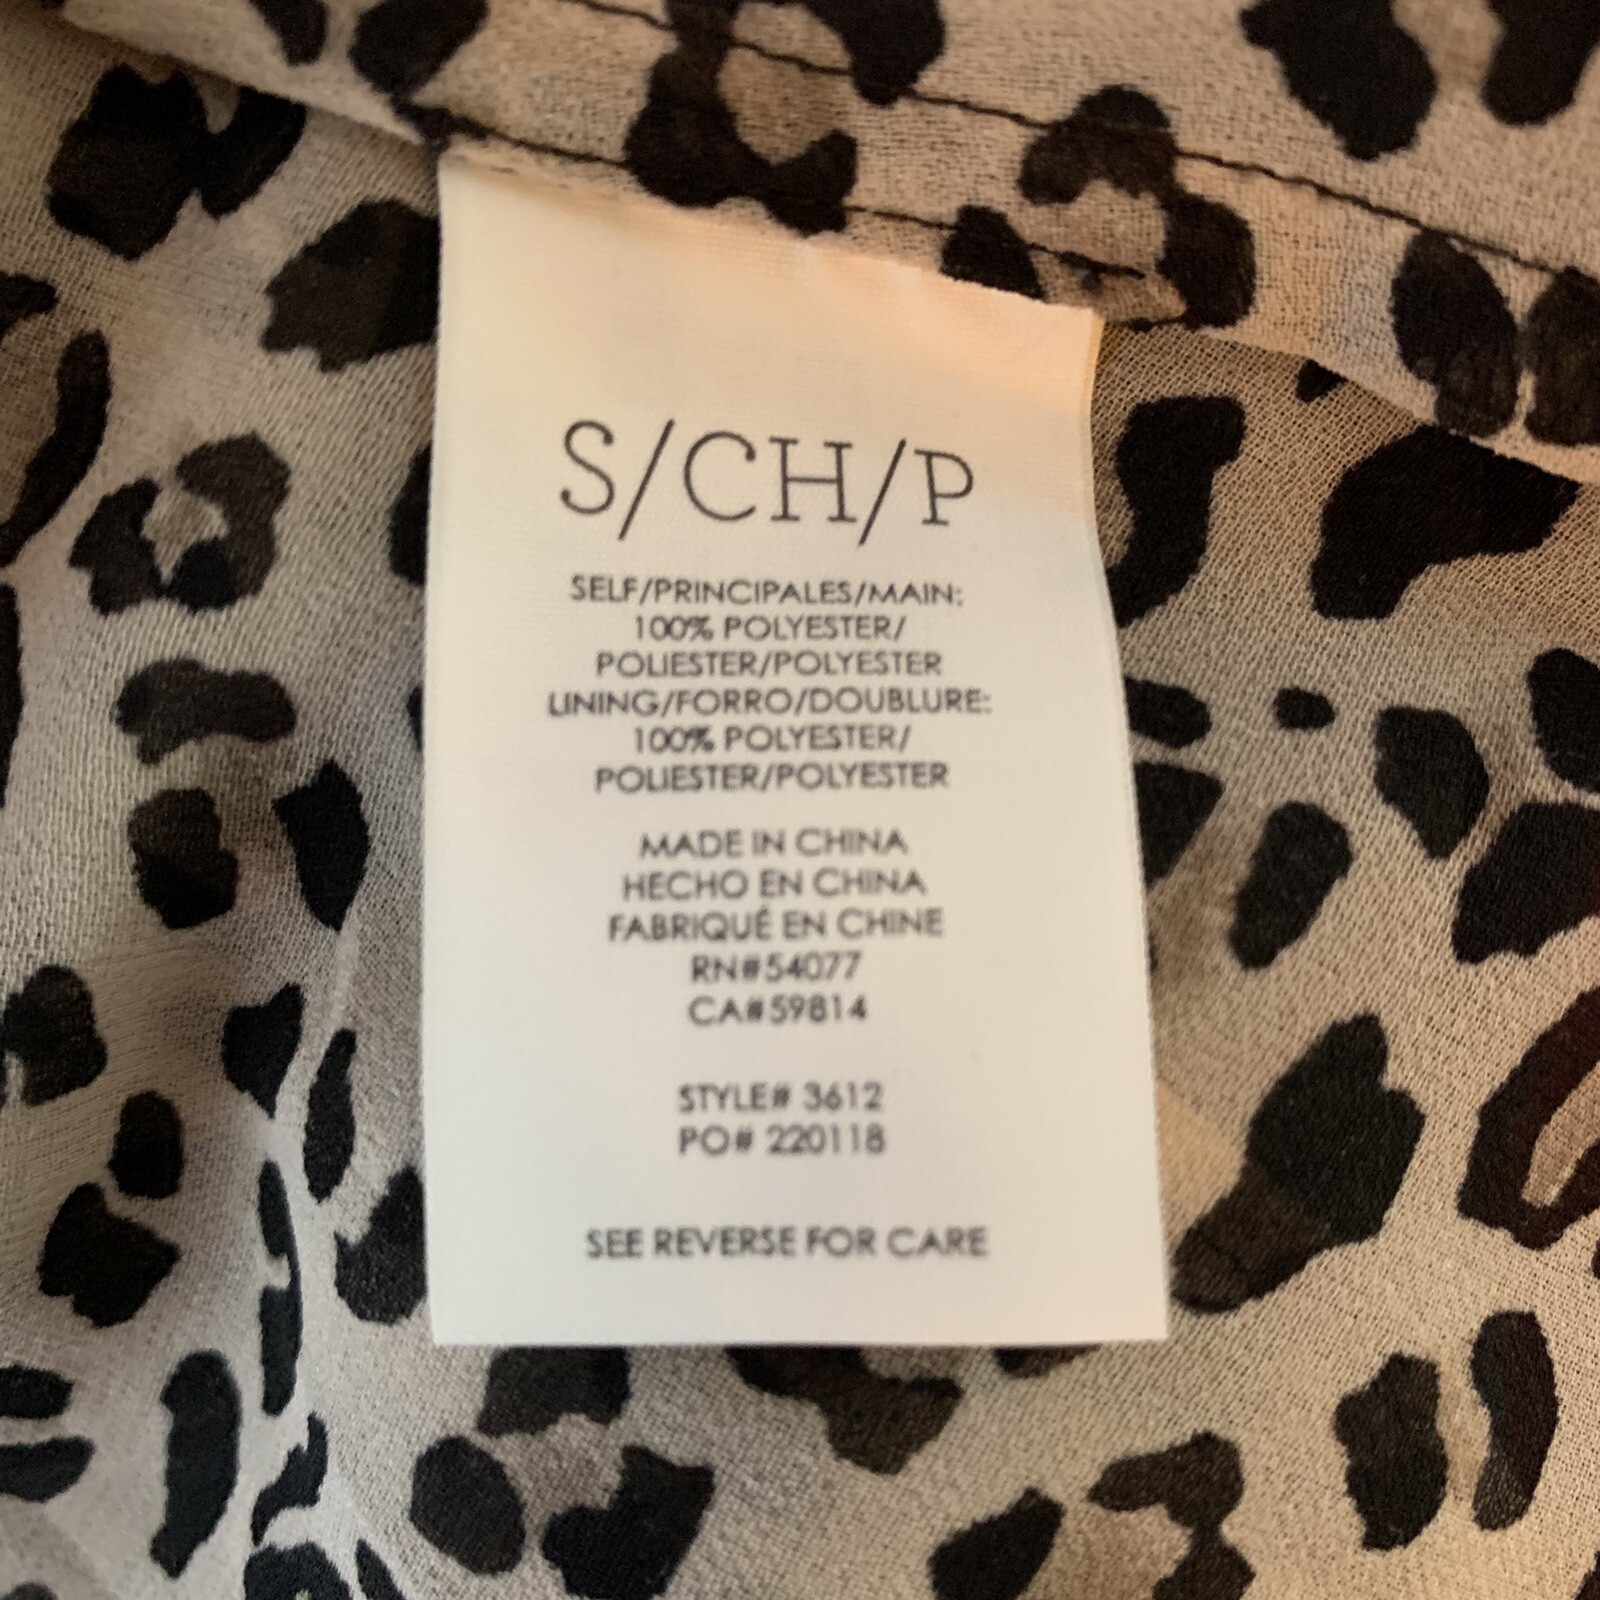 S/CH/P
SELF/PRINCIPALES/MAIN:
100% POLYESTER/
POLIESTER/POLYESTER
LINING/FORRO/DOUBLURE:
100% POLYESTER/
POLIESTER/POLYESTER
MADE IN CHINA
HECHO EN CHINA
FABRIQUÉ EN CHINE
RN#54077
CA#59814
STYLE# 3612
PO# 220118
SEE REVERSE FOR CARE